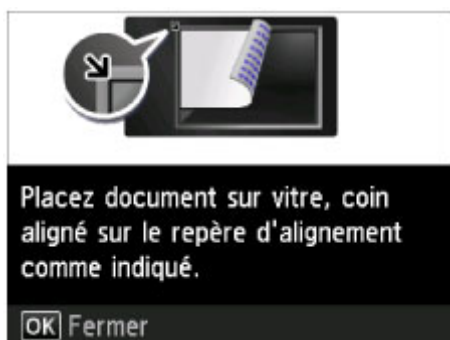 Placez document sur vitre, coin
aligné sur le repère d'alignement
comme indiqué.
OK Fermer